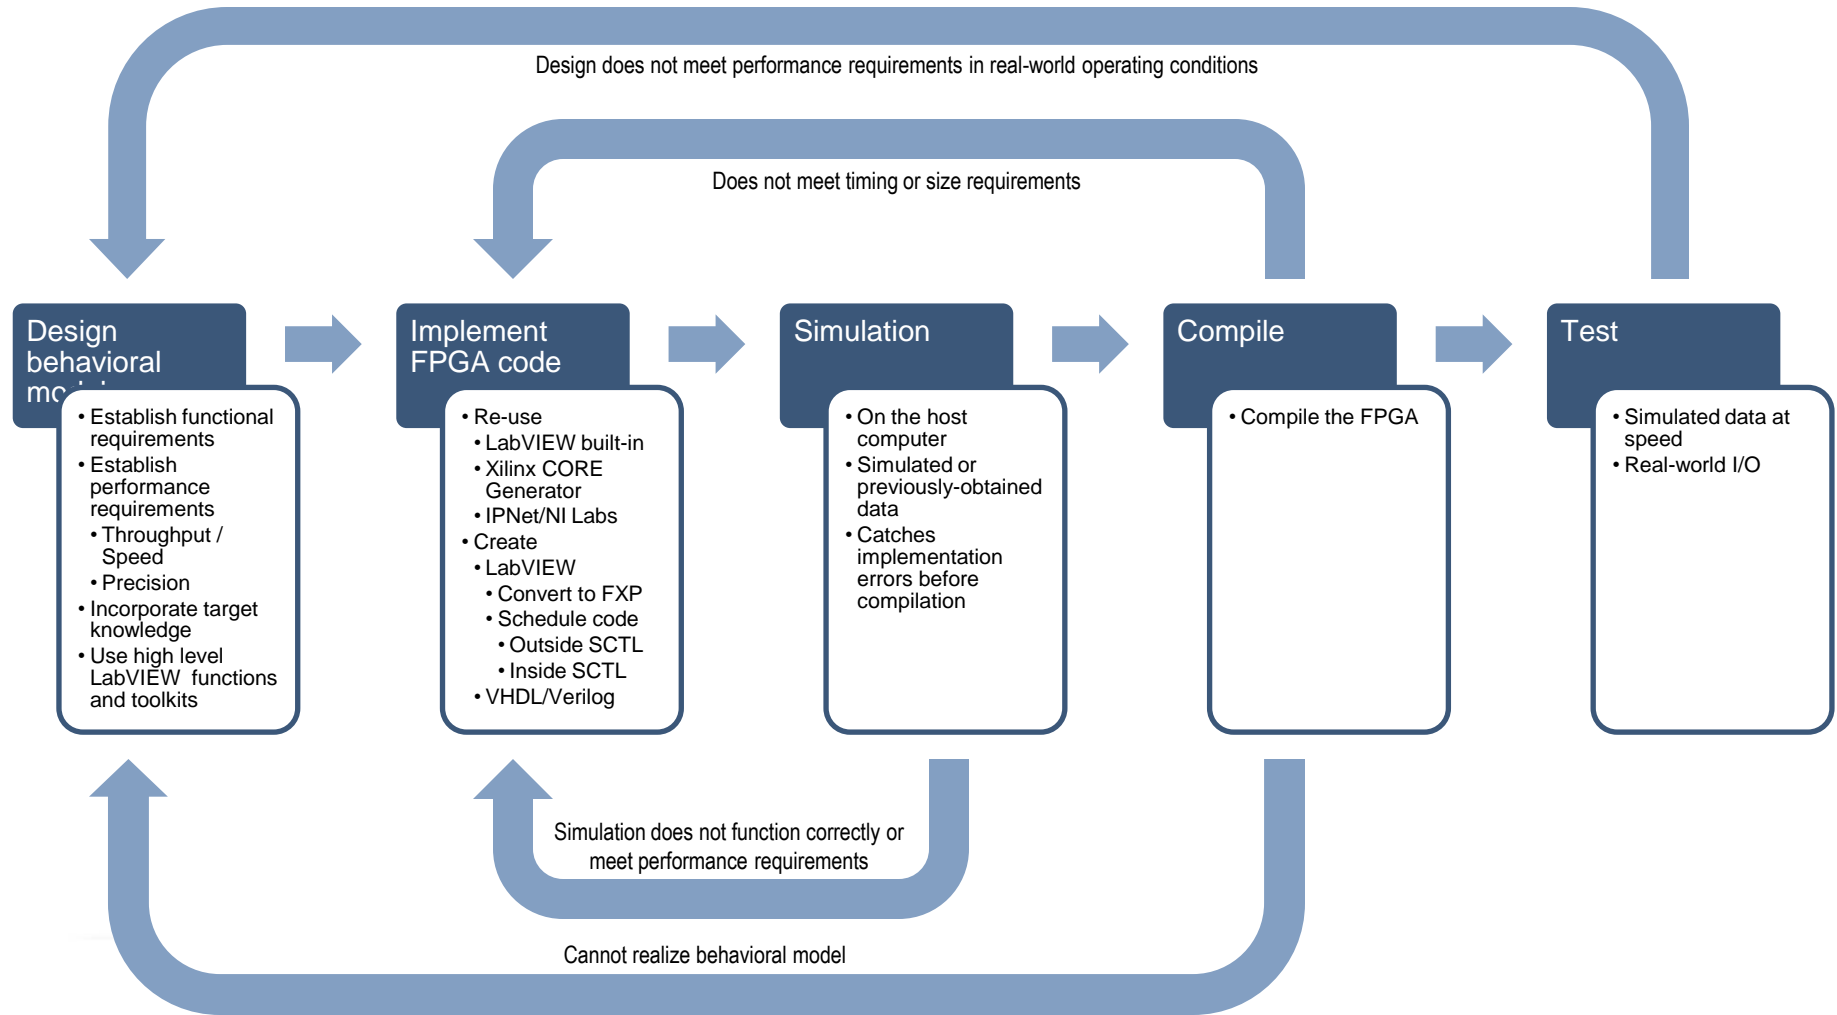 Design does not meet performance requirements in real-world operating conditions
Does not meet timing or size requirements
Design
behavioral
• Establish functional
requirements
• Establish
performance
requirements
• Throughput /
Speed
• Precision
• Incorporate target
knowledge
• Use high level
LabVIEW functions
and toolkits
Implement
FPGA code
• Re-use
• LabVIEW built-in
• Xilinx CORE
Generator
• IPNet/NI Labs
• Create
• LabVIEW
• Convert to FXP
• Schedule code
• Outside SCTL
• Inside SCTL
• VHDL/Verilog
Simulation
• On the host
computer
• Simulated or
previously-obtained
data
• Catches
implementation
errors before
compilation
Compile
• Compile the FPGA
Test
• Simulated data at
speed
• Real-world I/O
Simulation does not function correctly or
meet performance requirements
Cannot realize behavioral model